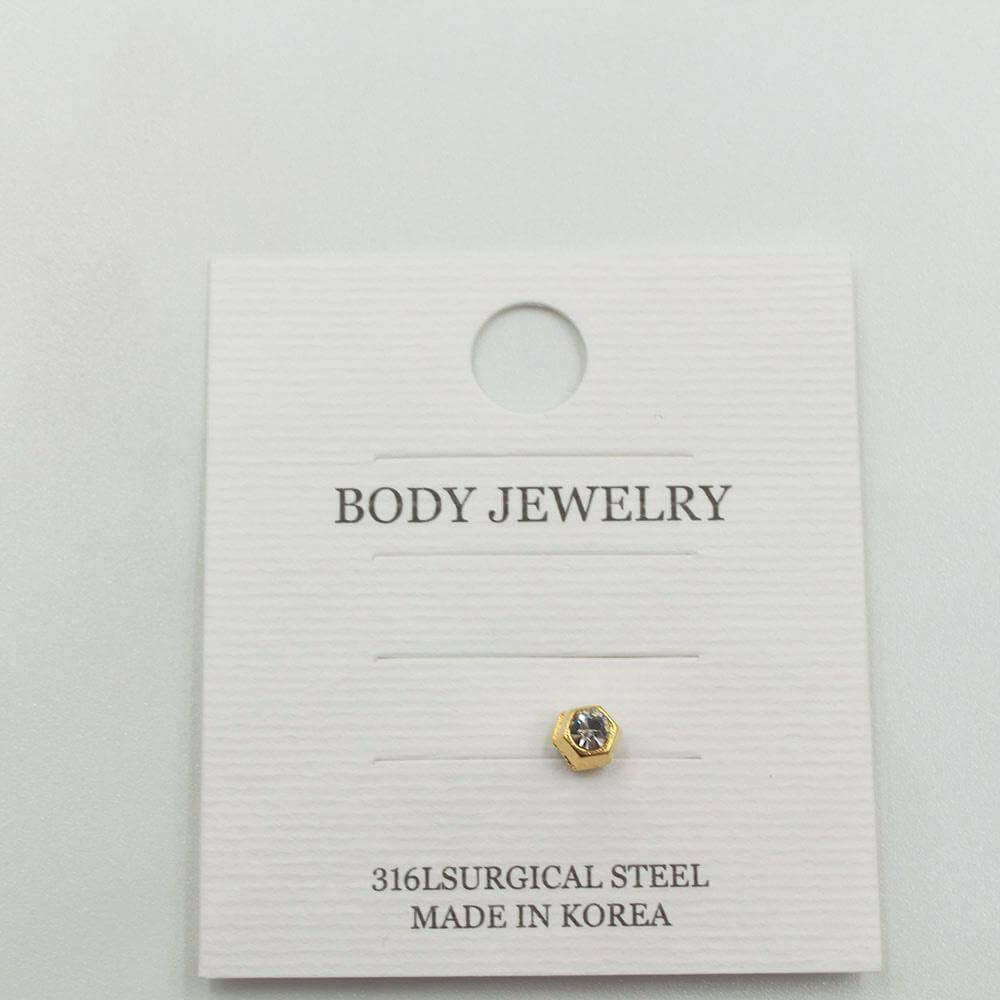 BODY JEWELRY
316LSURGICAL STEEL
MADE IN KOREA